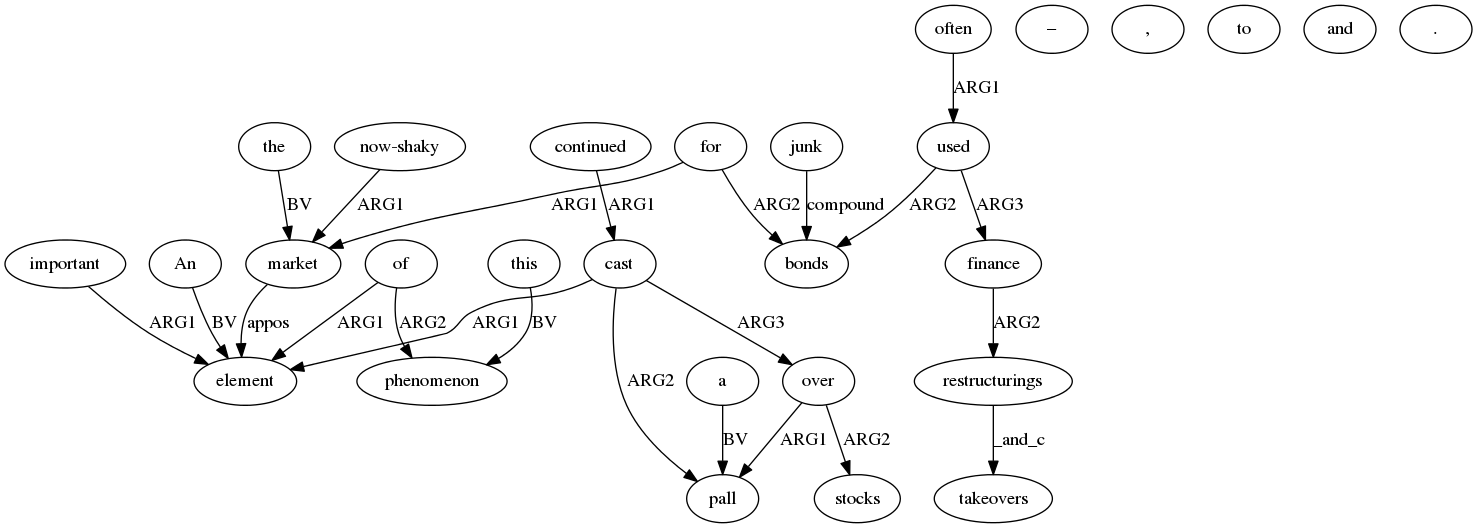 often – , to and .
ARG1
the now-shaky continued for junk used
BV ARG1 ARG1 ARG1 ARG2 compound ARG2 ARG3
important An market of this cast bonds finance
ARG1 BV appos ARG1 ARG2 ARG1 BV ARG3 ARG2
element phenomenon a over restructurings
ARG2
BV ARG1 ARG2 _and_c
pall stocks takeovers